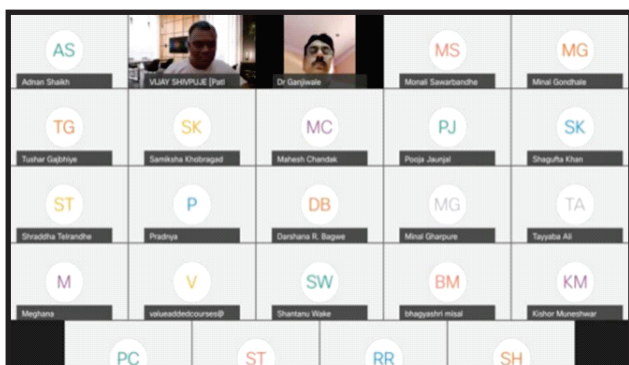 AS
Adnan Shaikh
VIJAY SHIVPUJE [Pati
Dr Ganjiwale
MS
Monali Sawarbandhe
MG
Minal Gondhale
TG
Tushar Gajbhiye
SK
Samiksha Khobragad
MC
Mahesh Chandak
PJ
Pooja Jaunjal
SK
Shagufta Khan
ST
Shraddha Telrandhe
P
Pradnya
DB
Darshana R. Bagwe
MG
Minal Gharpure
TA
Tayyaba Ali
M
Meghana
V
valueaddedcourses@
SW
Shantanu Wake
BM
bhagyashri misal
KM
Kishor Muneshwar
PC
ST
RR
SH